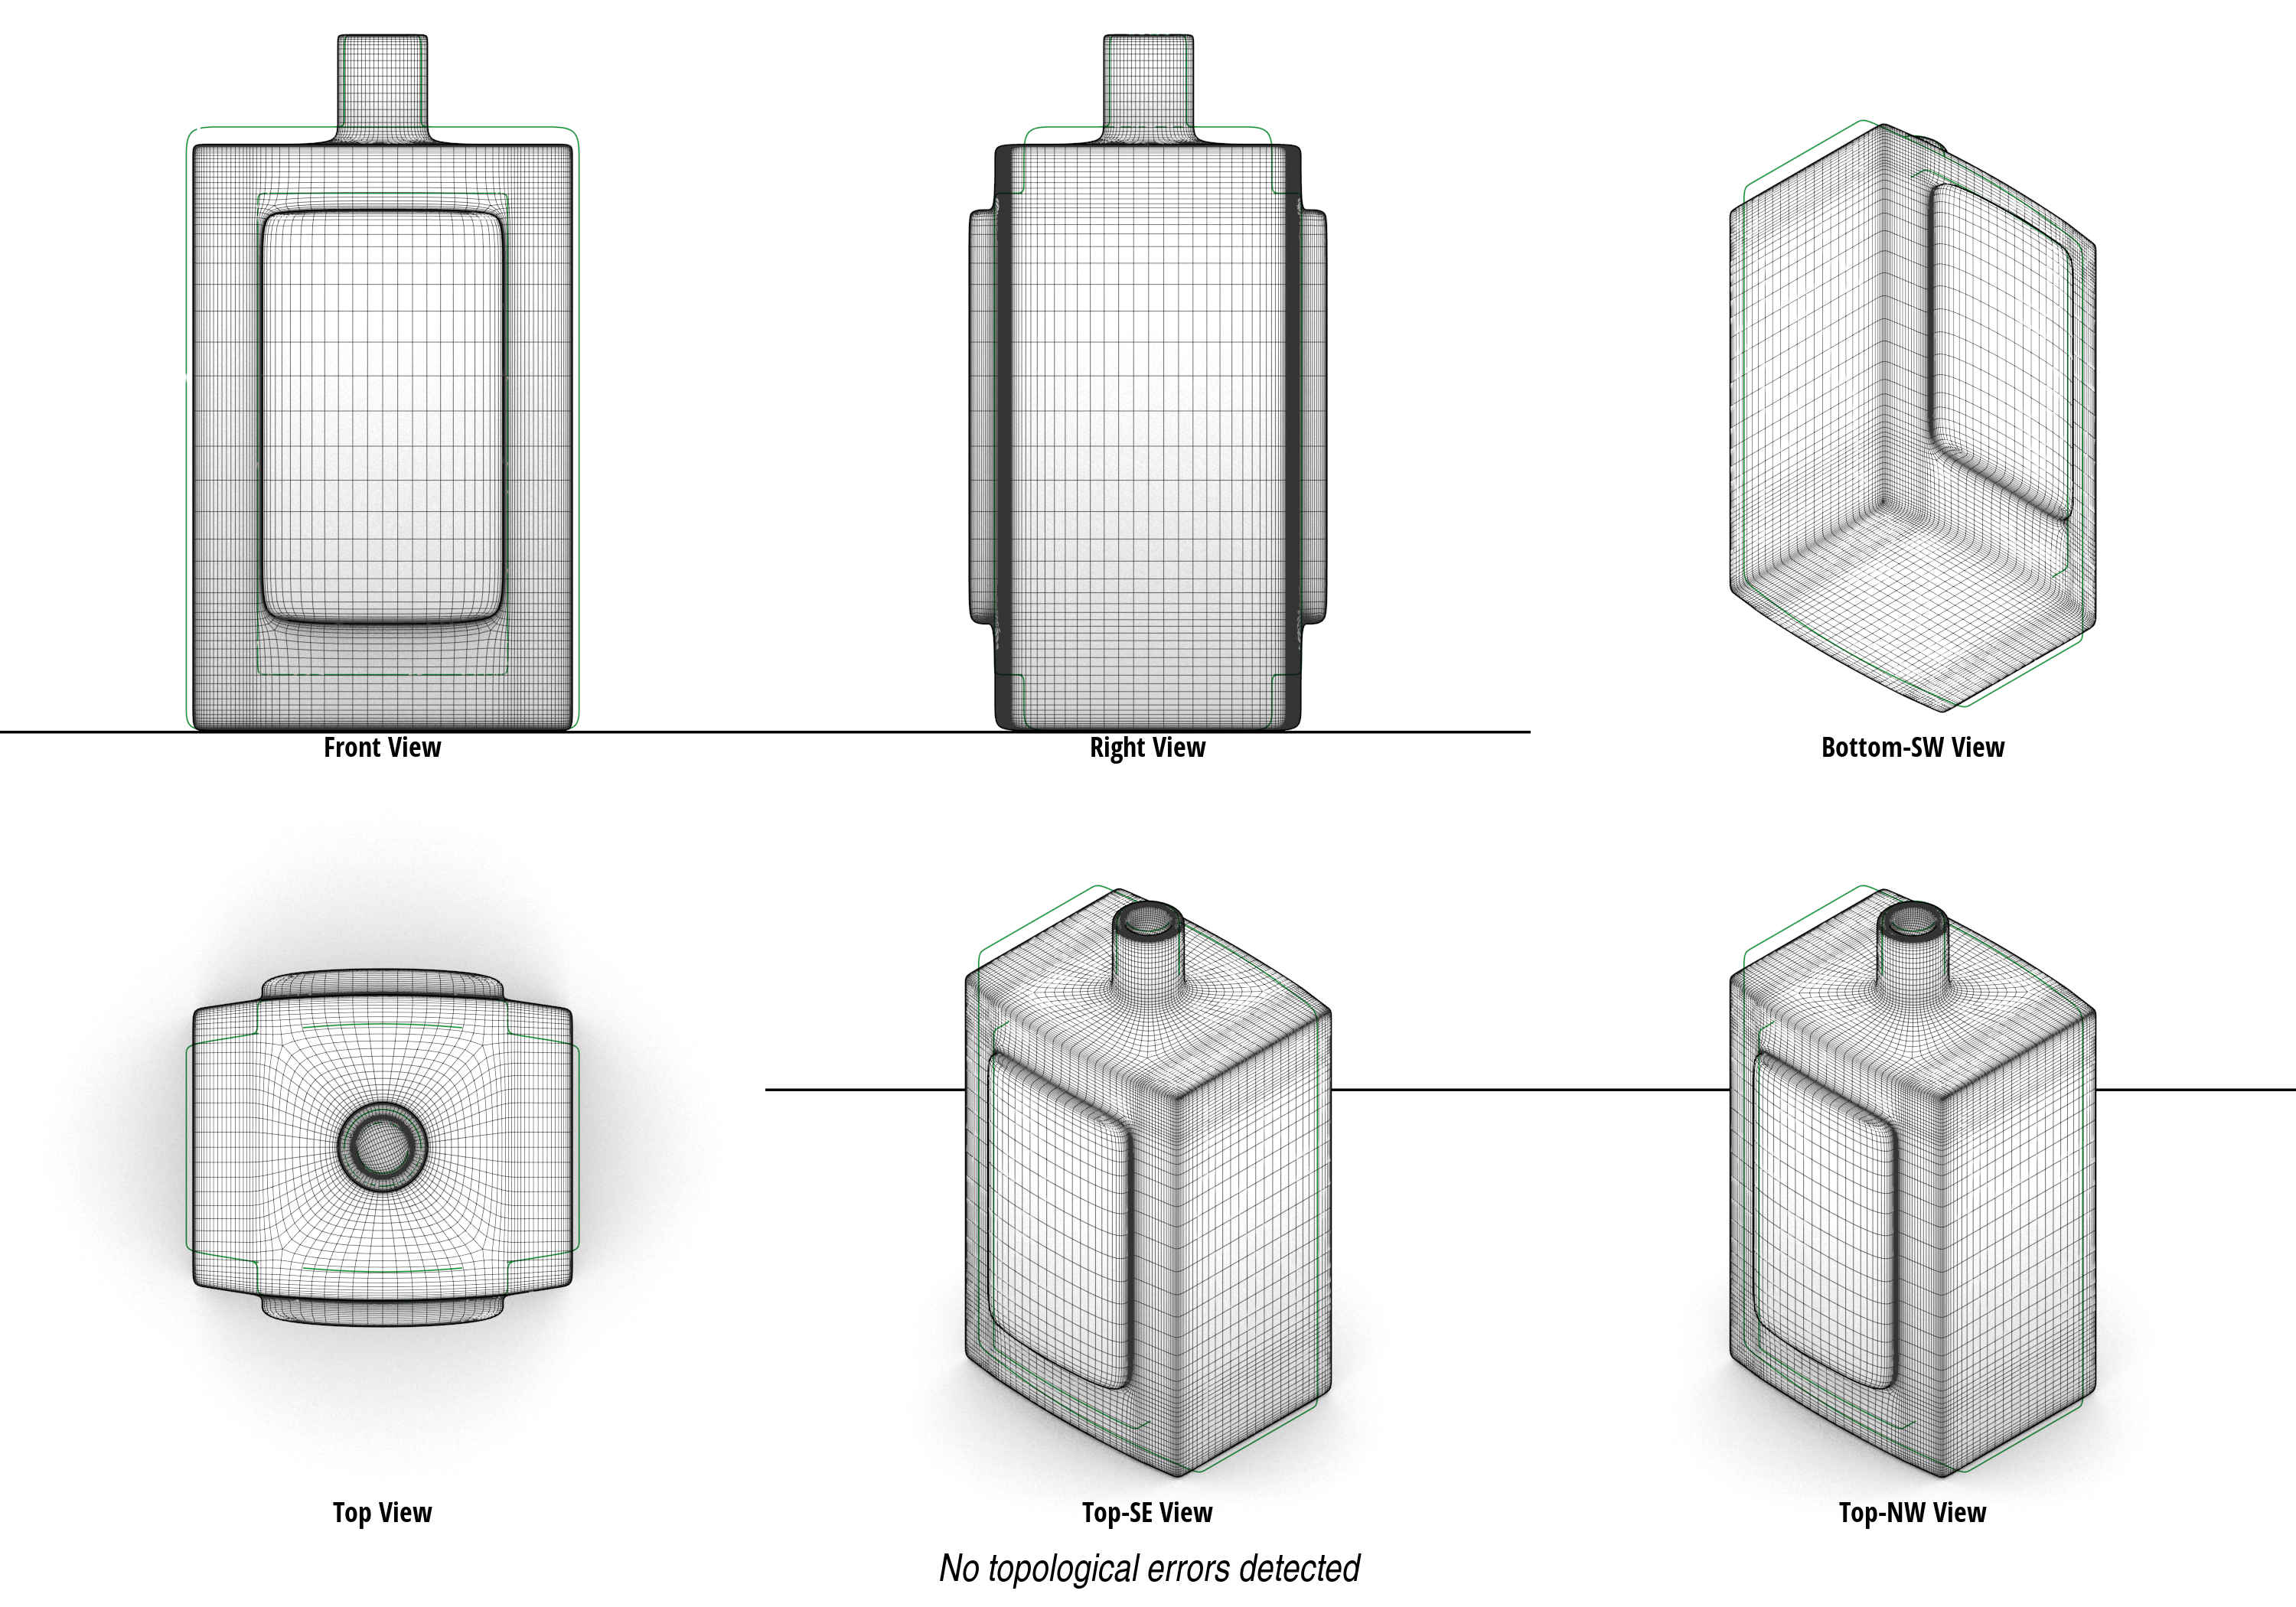 Front View
Right View
Bottom-SW View
Top View
Top-SE View
Top-NW View
No topological errors detected